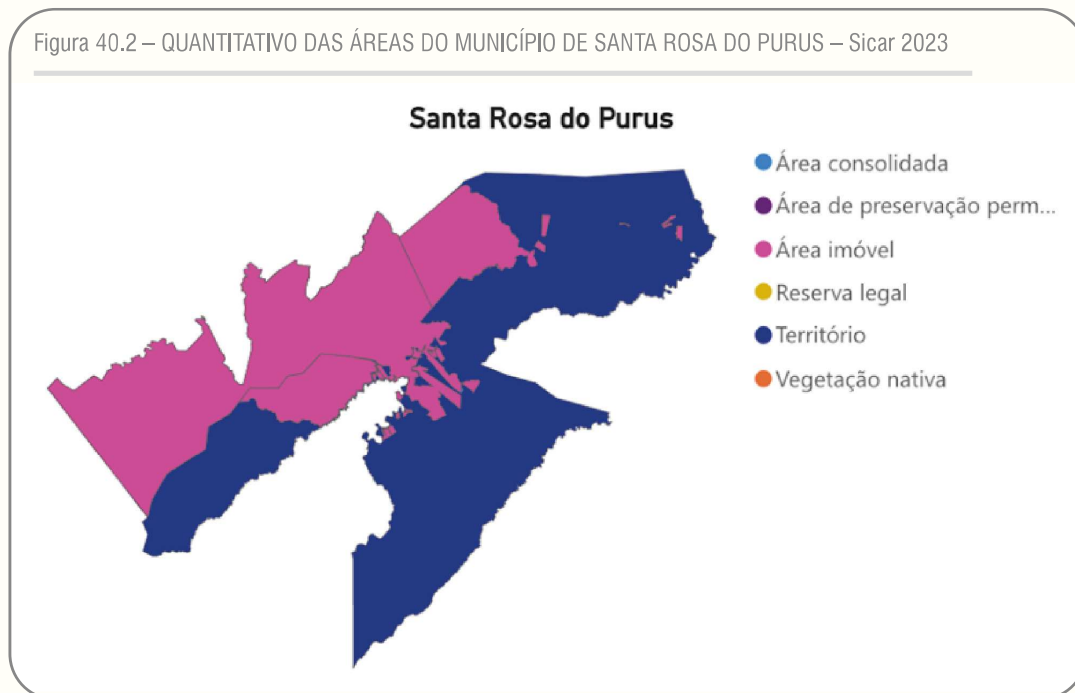 Figura 40.2 – QUANTITATIVO DAS ÁREAS DO MUNICÍPIO DE SANTA ROSA DO PURUS – Sicar 2023
Santa Rosa do Purus
Área consolidada
Área de preservação perm...
Área imóvel
Reserva legal
Território
Vegetação nativa